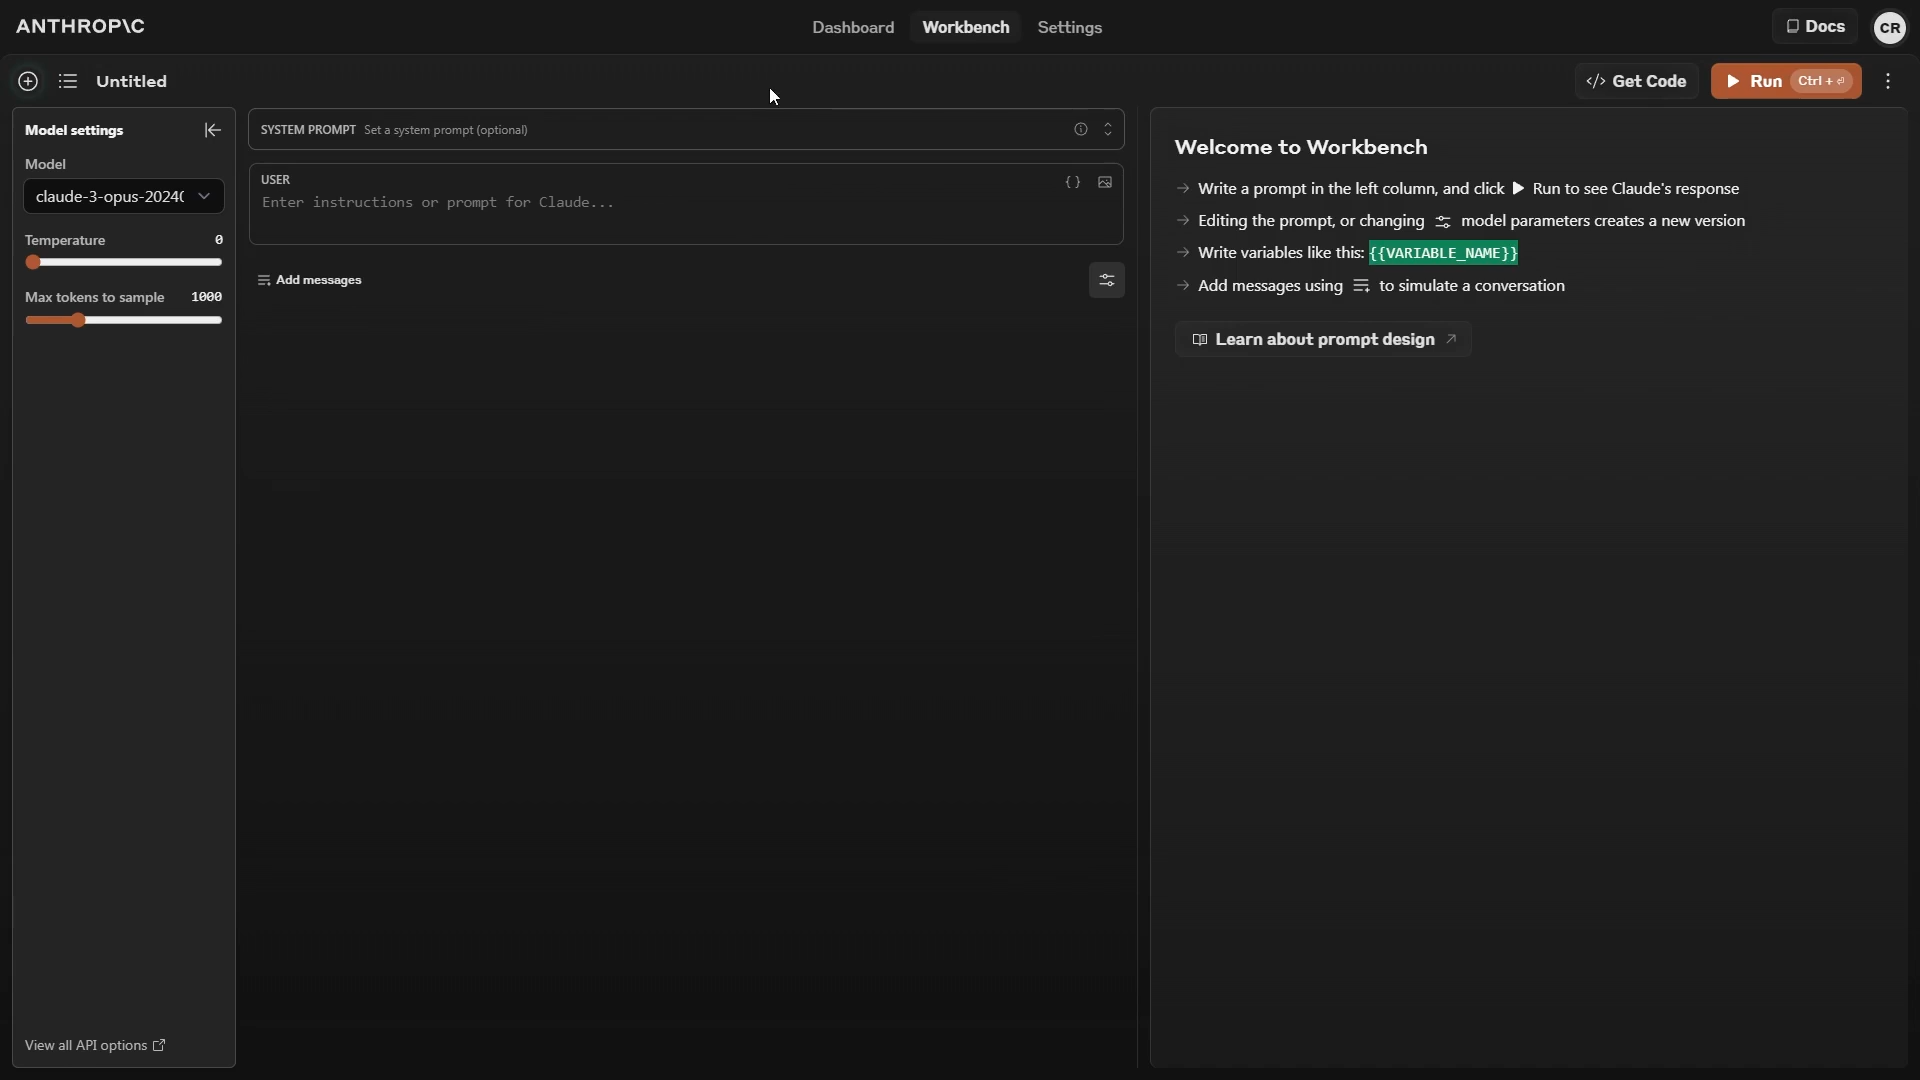 ANTHROP\C
Dashboard
Workbench
Settings
Docs
CR
Untitled
</> Get Code
Run Ctrl + ⏎
Model settings
Model
claude-3-opus-2024
Temperature 0
Max tokens to sample 1000
View all API options
SYSTEM PROMPT Set a system prompt (optional)
USER
{ }
Enter instructions or prompt for Claude...
Add messages
Welcome to Workbench
→ Write a prompt in the left column, and click ▶ Run to see Claude's response
→ Editing the prompt, or changing model parameters creates a new version
→ Write variables like this: {{VARIABLE_NAME}}
→ Add messages using to simulate a conversation
Learn about prompt design ↗